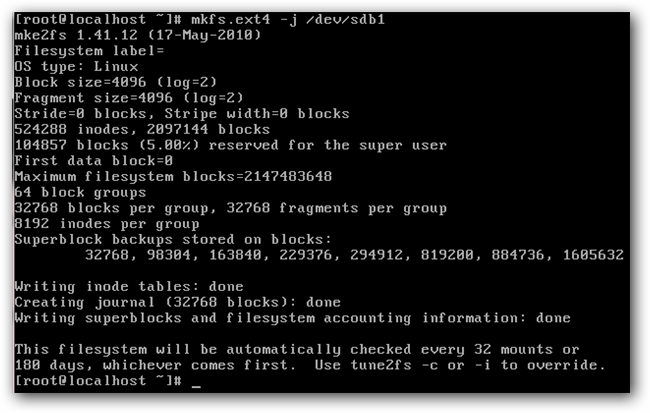 [root@localhost ~]# mkfs.ext4 -j /dev/sdb1
mke2fs 1.41.12 (17-May-2010)
Filesystem label=
OS type: Linux
Block size=4096 (log=2)
Fragment size=4096 (log=2)
Stride=0 blocks, Stripe width=0 blocks
524288 inodes, 2097144 blocks
104857 blocks (5.00%) reserved for the super user
First data block=0
Maximum filesystem blocks=2147483648
64 block groups
32768 blocks per group, 32768 fragments per group
8192 inodes per group
Superblock backups stored on blocks:
32768, 98304, 163840, 229376, 294912, 819200, 884736, 1605632
Writing inode tables: done
Creating journal (32768 blocks): done
Writing superblocks and filesystem accounting information: done
This filesystem will be automatically checked every 32 mounts or
180 days, whichever comes first.  Use tune2fs -c or -i to override.
[root@localhost ~]# _